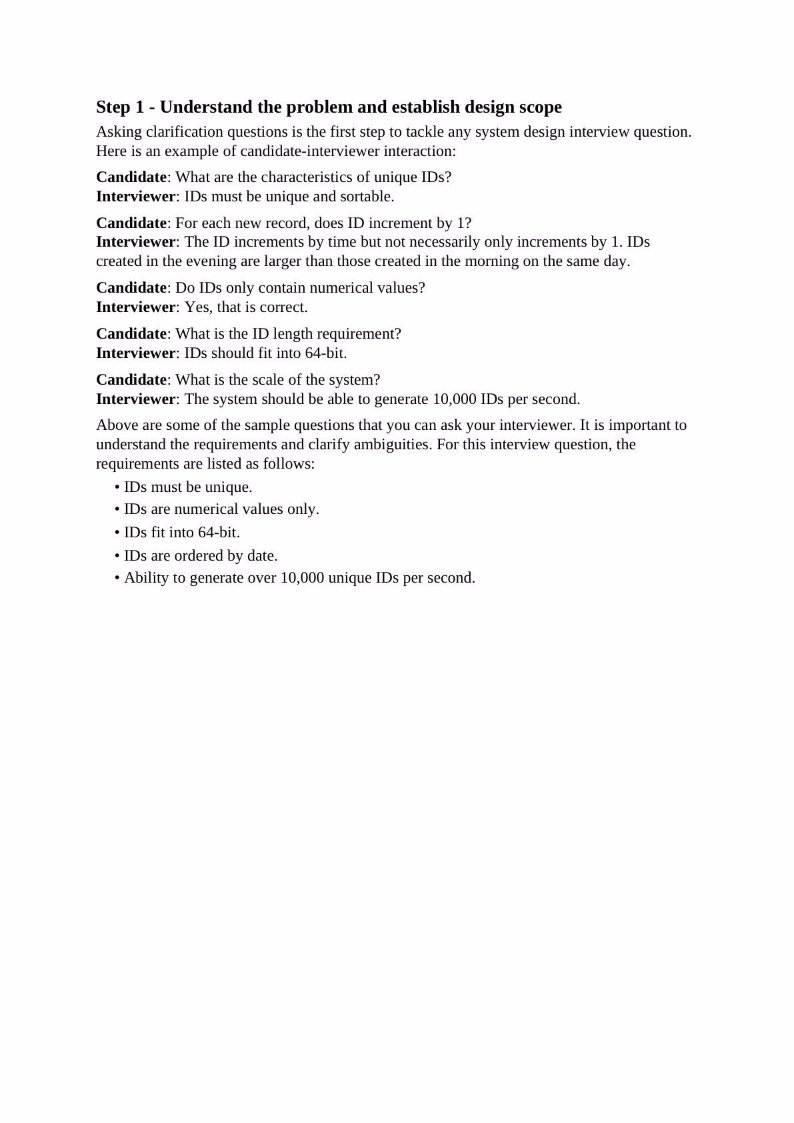 Step 1 - Understand the problem and establish design scope
Asking clarification questions is the first step to tackle any system design interview question.
Here is an example of candidate-interviewer interaction:
Candidate: What are the characteristics of unique IDs?
Interviewer: IDs must be unique and sortable.
Candidate: For each new record, does ID increment by 1?
Interviewer: The ID increments by time but not necessarily only increments by 1. IDs
created in the evening are larger than those created in the morning on the same day.
Candidate: Do IDs only contain numerical values?
Interviewer: Yes, that is correct.
Candidate: What is the ID length requirement?
Interviewer: IDs should fit into 64-bit.
Candidate: What is the scale of the system?
Interviewer: The system should be able to generate 10,000 IDs per second.
Above are some of the sample questions that you can ask your interviewer. It is important to
understand the requirements and clarify ambiguities. For this interview question, the
requirements are listed as follows:
• IDs must be unique.
• IDs are numerical values only.
• IDs fit into 64-bit.
• IDs are ordered by date.
• Ability to generate over 10,000 unique IDs per second.